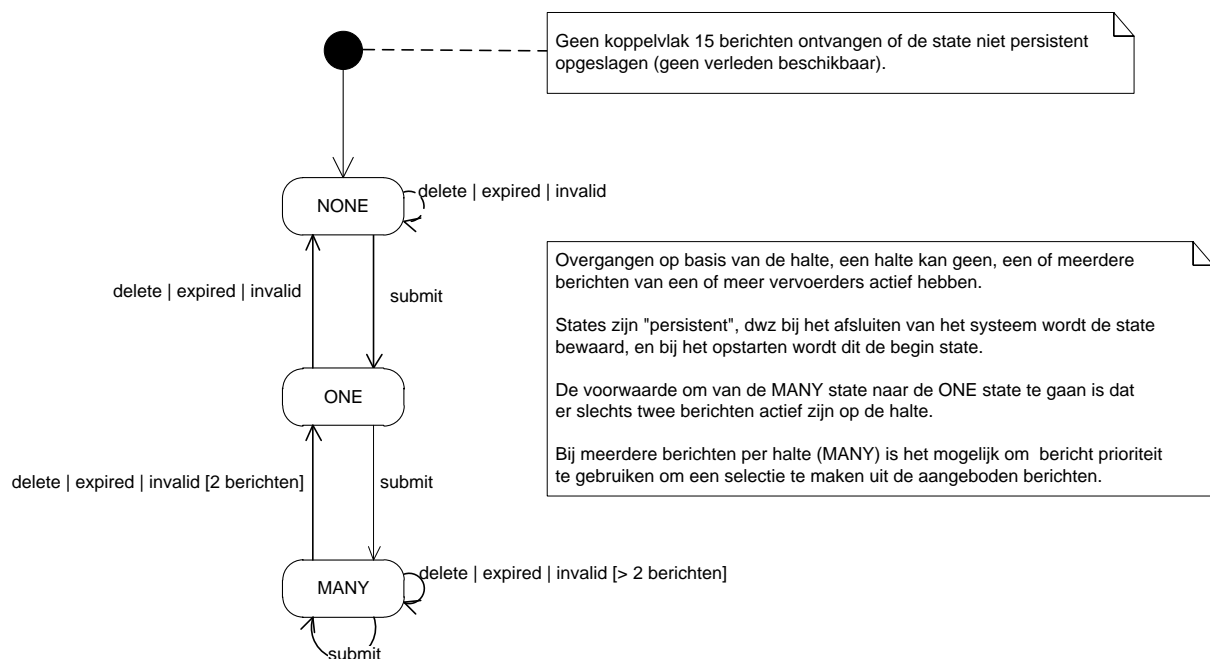 Geen koppelvlak 15 berichten ontvangen of de state niet persistent
opgeslagen (geen verleden beschikbaar).
NONE
delete | expired | invalid
Overgangen op basis van de halte, een halte kan geen, een of meerdere
berichten van een of meer vervoerders actief hebben.
States zijn "persistent", dwz bij het afsluiten van het systeem wordt de state
bewaard, en bij het opstarten wordt dit de begin state.
De voorwaarde om van de MANY state naar de ONE state te gaan is dat
er slechts twee berichten actief zijn op de halte.
Bij meerdere berichten per halte (MANY) is het mogelijk om bericht prioriteit
te gebruiken om een selectie te maken uit de aangeboden berichten.
delete | expired | invalid
submit
ONE
delete | expired | invalid [2 berichten]
submit
MANY
delete | expired | invalid [> 2 berichten]
submit